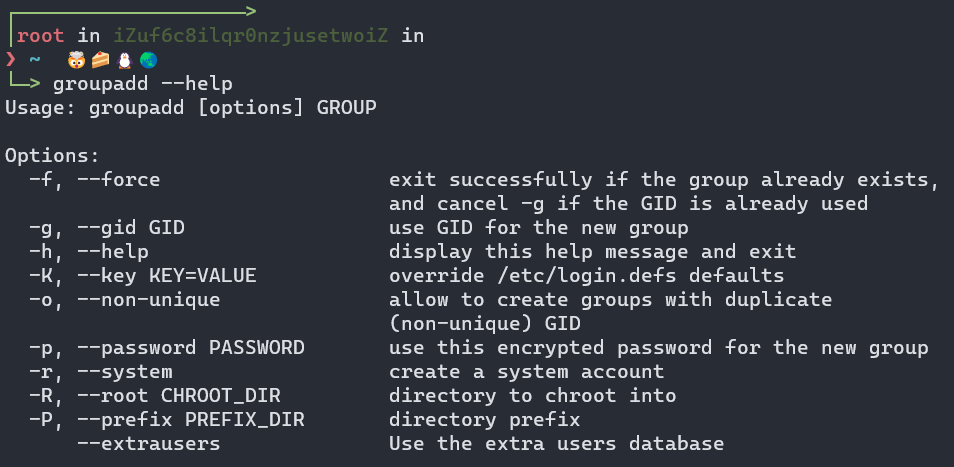 root in iZuf6c8ilqr0nzjusetwoiZ in
❯ ~ 🤯🍰🐧🌏
└─> groupadd --help
Usage: groupadd [options] GROUP
Options:
-f, --force exit successfully if the group already exists,
and cancel -g if the GID is already used
-g, --gid GID use GID for the new group
-h, --help display this help message and exit
-K, --key KEY=VALUE override /etc/login.defs defaults
-o, --non-unique allow to create groups with duplicate
(non-unique) GID
-p, --password PASSWORD use this encrypted password for the new group
-r, --system create a system account
-R, --root CHROOT_DIR directory to chroot into
-P, --prefix PREFIX_DIR directory prefix
--extrausers Use the extra users database